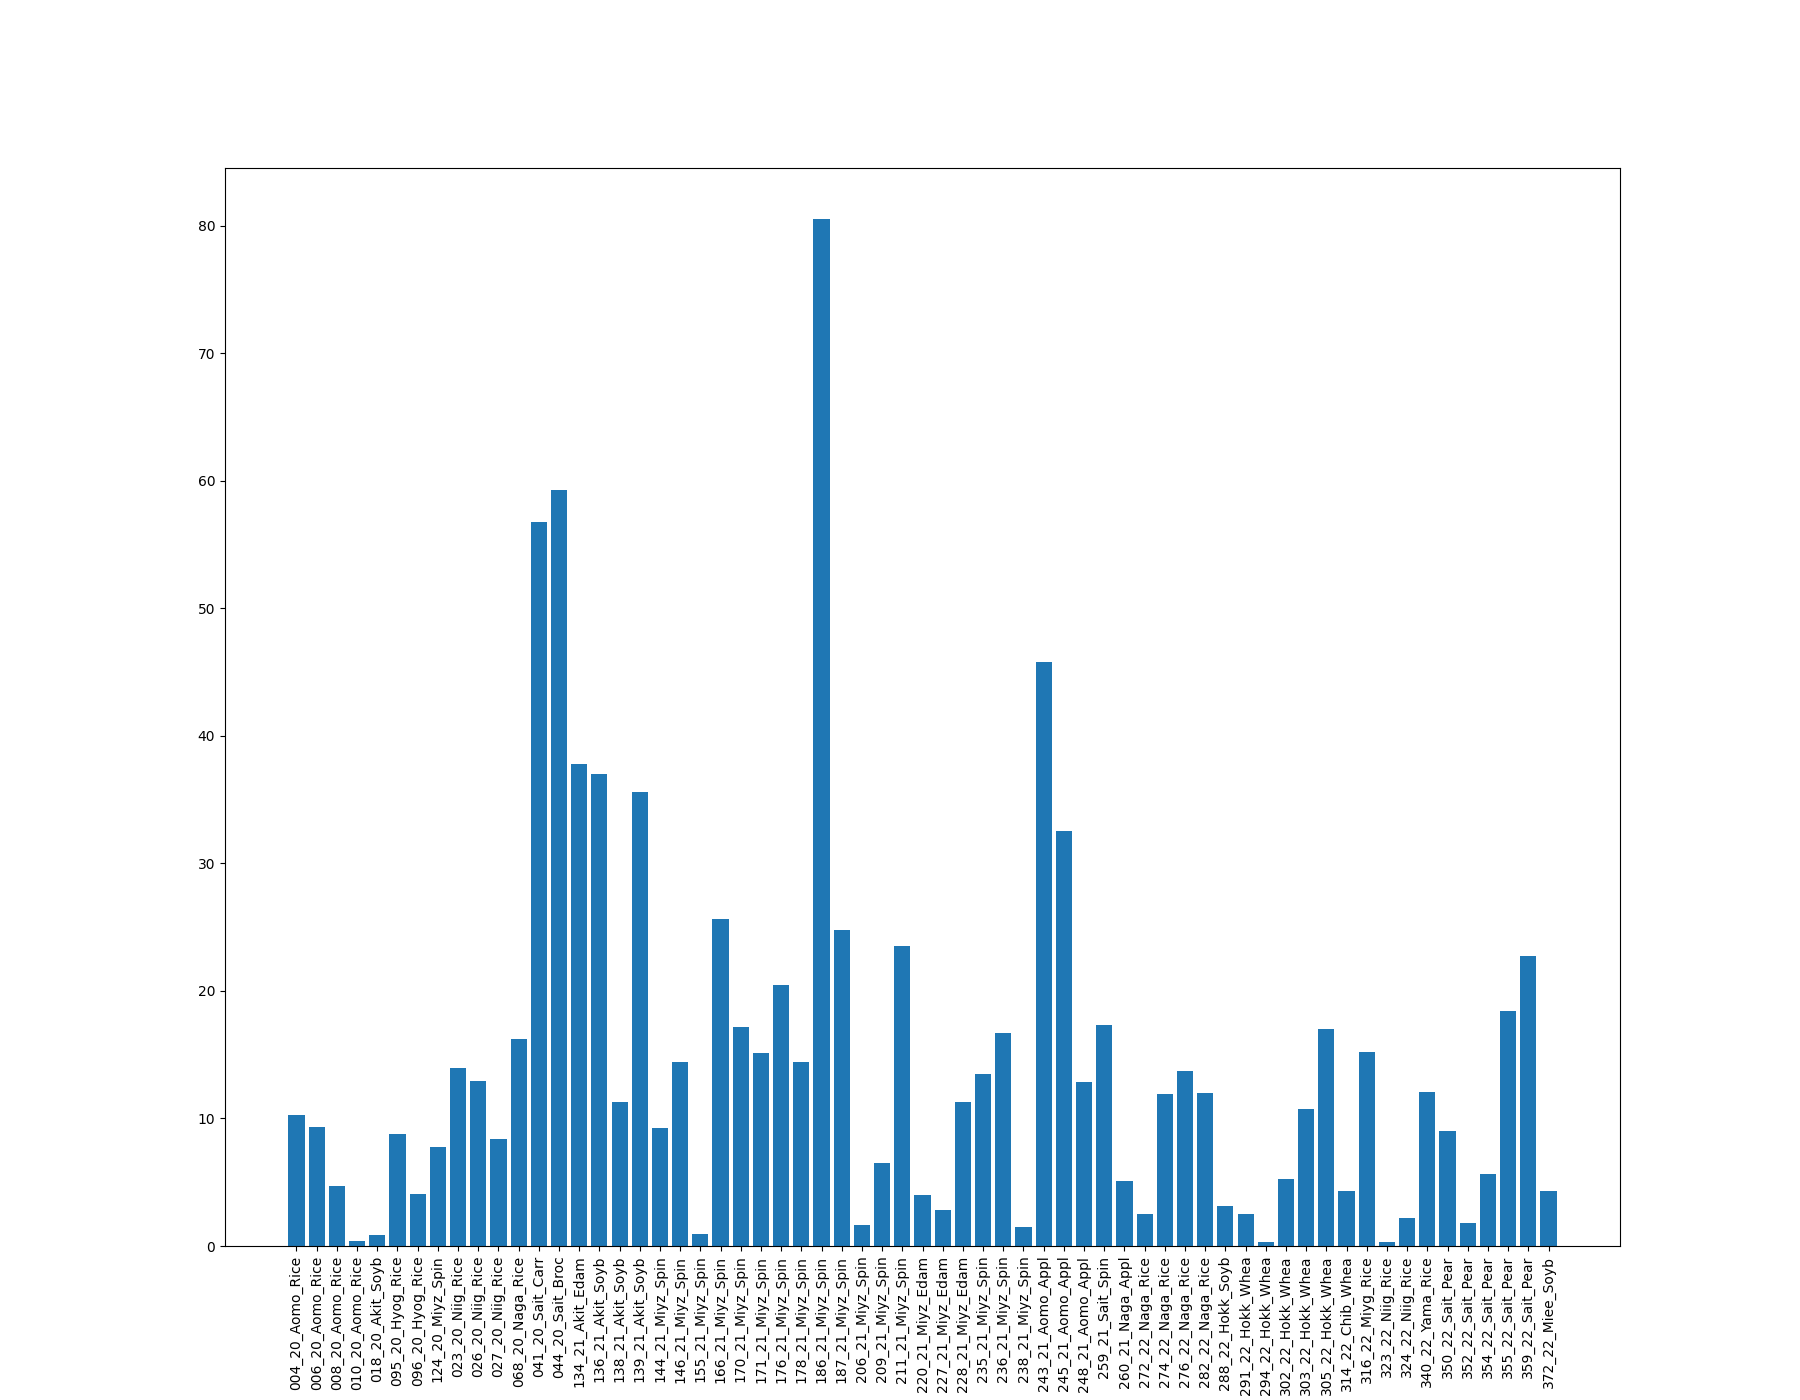 80
70
60
50
40
30
20
10
0
004_20_Aomo_Rice
006_20_Aomo_Rice
008_20_Aomo_Rice
010_20_Aomo_Rice
018_20_Akit_Soyb
095_20_Hyog_Rice
096_20_Hyog_Rice
124_20_Miyz_Spin
023_20_Niig_Rice
026_20_Niig_Rice
027_20_Niig_Rice
068_20_Naga_Rice
041_20_Sait_Carr
044_20_Sait_Broc
134_21_Akit_Edam
136_21_Akit_Soyb
138_21_Akit_Soyb
139_21_Akit_Soyb
144_21_Miyz_Spin
146_21_Miyz_Spin
155_21_Miyz_Spin
166_21_Miyz_Spin
170_21_Miyz_Spin
171_21_Miyz_Spin
176_21_Miyz_Spin
178_21_Miyz_Spin
186_21_Miyz_Spin
187_21_Miyz_Spin
206_21_Miyz_Spin
209_21_Miyz_Spin
211_21_Miyz_Spin
220_21_Miyz_Edam
227_21_Miyz_Edam
228_21_Miyz_Edam
235_21_Miyz_Spin
236_21_Miyz_Spin
238_21_Miyz_Spin
243_21_Aomo_Appl
245_21_Aomo_Appl
248_21_Aomo_Appl
259_21_Sait_Spin
260_21_Naga_Appl
272_22_Naga_Rice
274_22_Naga_Rice
276_22_Naga_Rice
282_22_Naga_Rice
288_22_Hokk_Soyb
291_22_Hokk_Whea
294_22_Hokk_Whea
302_22_Hokk_Whea
303_22_Hokk_Whea
305_22_Hokk_Whea
314_22_Chib_Whea
316_22_Miyg_Rice
323_22_Niig_Rice
324_22_Niig_Rice
340_22_Yama_Rice
350_22_Sait_Pear
352_22_Sait_Pear
354_22_Sait_Pear
355_22_Sait_Pear
359_22_Sait_Pear
372_22_Miee_Soyb